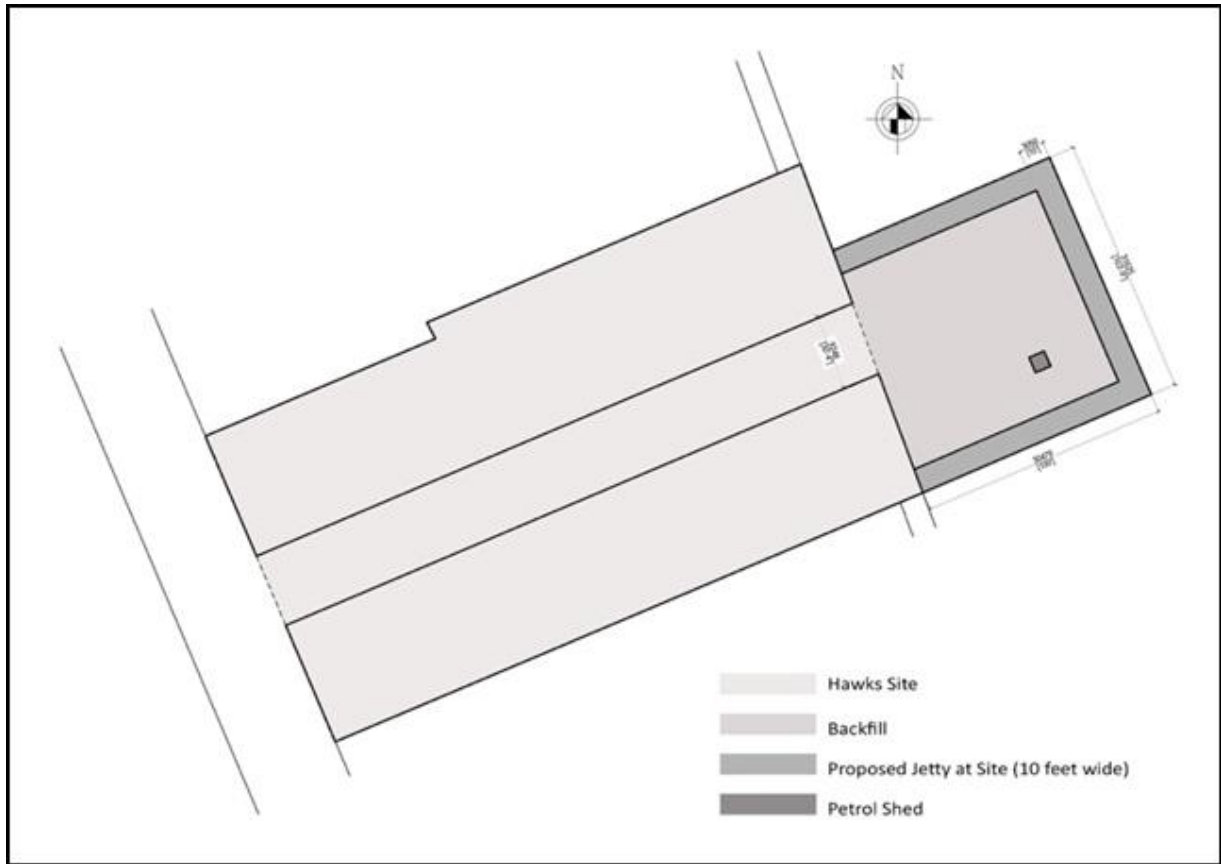 N
Hawks Site
Backfill
Proposed Jetty at Site (10 feet wide)
Petrol Shed